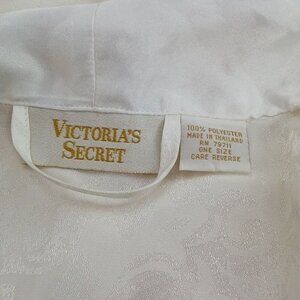 VICTORIA'S
SECRET
100% POLYESTER
MADE IN THAILAND
RN 79711
ONE SIZE
CARE REVERSE